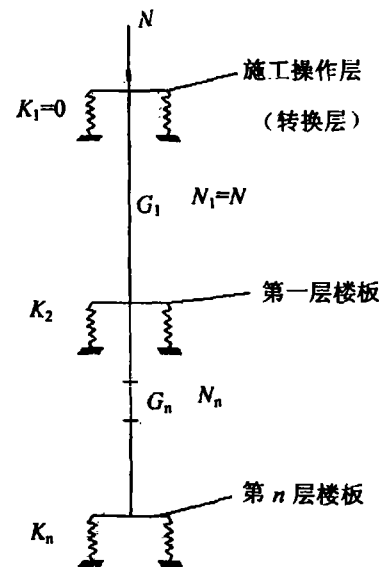 N
施工操作层
K₁=0
（转换层）
G₁ N₁=N
第一层楼板
K₂
Gₙ Nₙ
第 n 层楼板
Kₙ